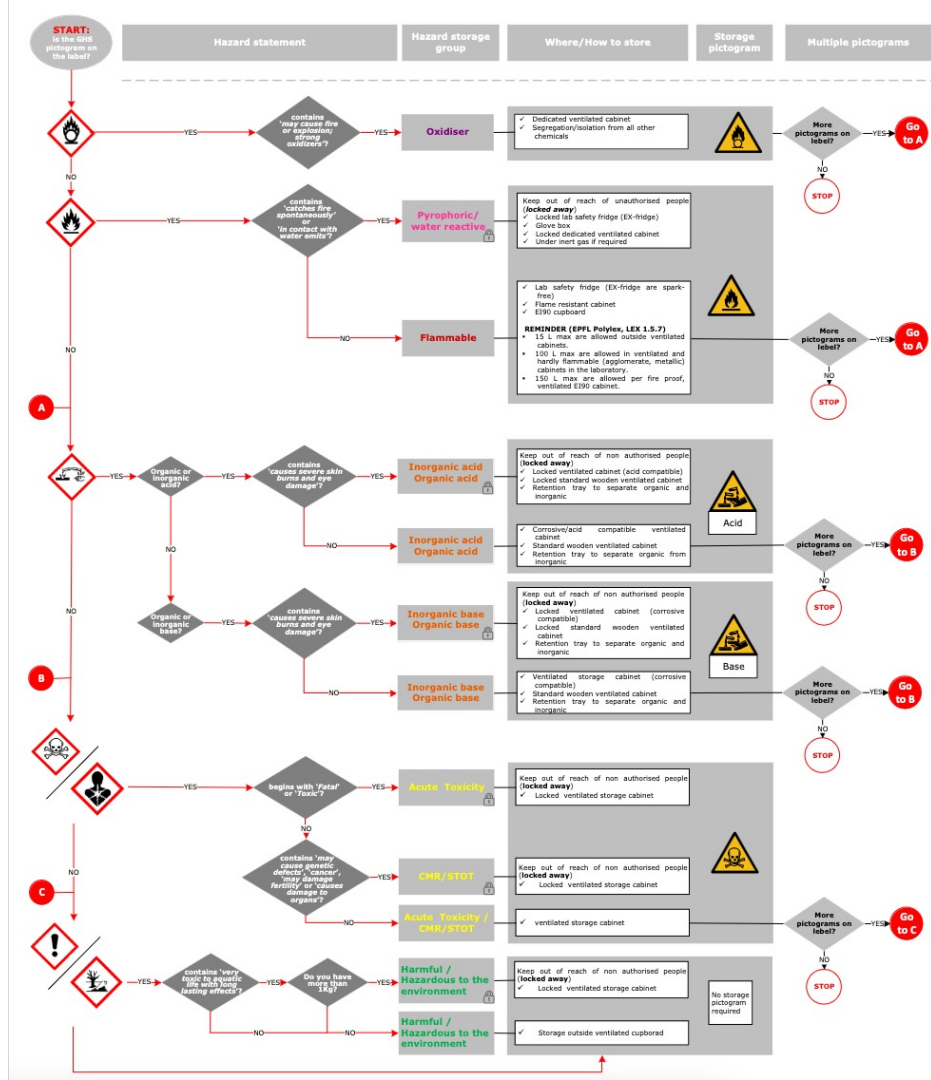 START:
is the GHS
pictogram on
the label?
Hazard statement
Hazard storage
group
Where/How to store
Storage
pictogram
Multiple pictograms
YES
contains
'may cause fire
or explosion;
strong
oxidizers'?
YES
Oxidiser
✓ Dedicated ventilated cabinet
✓ Segregation/isolation from all other
chemicals
More
pictograms on
lebel?
YES
Go
to A
NO
STOP
NO
YES
contains
'catches fire
spontaneously'
or
'in contact with
water emits'?
YES
Pyrophoric/
water reactive
Keep out of reach of unauthorised people
(locked away)
✓ Locked lab safety fridge (EX-fridge)
✓ Glove box
✓ Locked dedicated ventilated cabinet
✓ Under inert gas if required
NO
Flammable
✓ Lab safety fridge (EX-fridge are spark-
free)
✓ Flame resistant cabinet
✓ EI90 cupboard
REMINDER (EPFL Polylex, LEX 1.5.7)
• 15 L max are allowed outside ventilated
cabinets.
• 100 L max are allowed in ventilated and
hardly flammable (agglomerate, metallic)
cabinets in the laboratory.
• 150 L max are allowed per fire proof,
ventilated EI90 cabinet.
More
pictograms on
lebel?
YES
Go
to A
NO
STOP
NO
A
YES
Organic or
inorganic
acid?
YES
contains
'causes severe skin
burns and eye
damage'?
YES
Inorganic acid
Organic acid
Keep out of reach of non authorised people
(locked away)
✓ Locked ventilated cabinet (acid compatible)
✓ Locked standard wooden ventilated
cabinet
✓ Retention tray to separate organic and
inorganic
Acid
NO
Inorganic acid
Organic acid
✓ Corrosive/acid compatible ventilated
cabinet
✓ Standard wooden ventilated cabinet
✓ Retention tray to separate organic from
inorganic
More
pictograms on
lebel?
YES
Go
to B
NO
STOP
NO
NO
Organic or
inorganic
base?
YES
contains
'causes severe skin
burns and eye
damage'?
YES
Inorganic base
Organic base
Keep out of reach of non authorised people
(locked away)
✓ Locked ventilated cabinet (corrosive
compatible)
✓ Locked standard wooden ventilated
cabinet
✓ Retention tray to separate organic and
inorganic
Base
NO
Inorganic base
Organic base
✓ Ventilated storage cabinet (corrosive
compatible)
✓ Standard wooden ventilated cabinet
✓ Retention tray to separate organic and
inorganic
More
pictograms on
lebel?
YES
Go
to B
NO
STOP
B
YES
begins with 'Fatal'
or 'Toxic'?
YES
Acute Toxicity
Keep out of reach of non authorised people
(locked away)
✓ Locked ventilated storage cabinet
NO
contains 'may
cause genetic
defects', 'cancer',
'may damage
fertility' or 'causes
damage to
organs'?
YES
CMR/STOT
Keep out of reach of non authorised people
(locked away)
✓ Locked ventilated storage cabinet
NO
Acute Toxicity /
CMR/STOT
✓ ventilated storage cabinet
More
pictograms on
lebel?
YES
Go
to C
NO
STOP
NO
C
YES
contains 'very
toxic to aquatic
life with long
lasting effects'?
YES
Do you have
more than
1Kg?
YES
Harmful /
Hazardous to the
environment
Keep out of reach of non authorised people
(locked away)
✓ Locked ventilated storage cabinet
No storage
pictogram
required
NO
NO
Harmful /
Hazardous to the
environment
✓ Storage outside ventilated cupborad